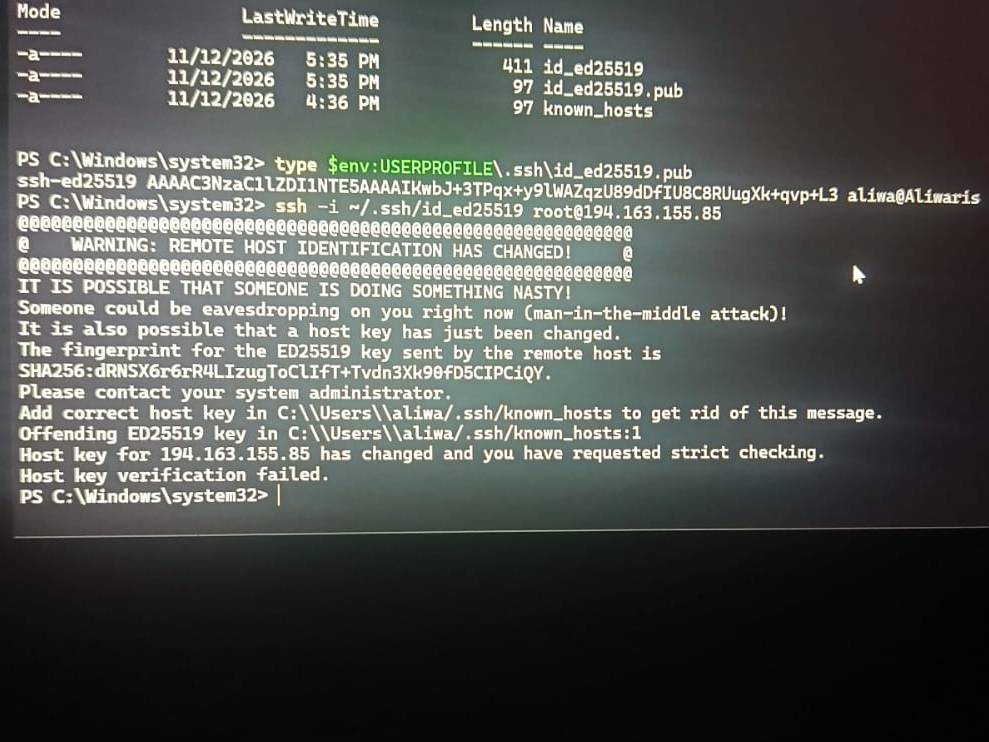 Mode LastWriteTime Length Name
---- ------------- ------ ----
-a---- 11/12/2026 5:35 PM 411 id_ed25519
-a---- 11/12/2026 5:35 PM 97 id_ed25519.pub
-a---- 11/12/2026 4:36 PM 97 known_hosts
PS C:\Windows\system32> type $env:USERPROFILE\.ssh\id_ed25519.pub
ssh-ed25519 AAAAC3NzaC1lZDI1NTE5AAAAIKwbJ+3TPqx+y9lWAZqzU89dDfIU8C8RUugXk+qvp+L3 aliwa@Aliwaris
PS C:\Windows\system32> ssh -i ~/.ssh/id_ed25519 root@194.163.155.85
@@@@@@@@@@@@@@@@@@@@@@@@@@@@@@@@@@@@@@@@@@@@@@@@@@@@@@@@@@@
@    WARNING: REMOTE HOST IDENTIFICATION HAS CHANGED!     @
@@@@@@@@@@@@@@@@@@@@@@@@@@@@@@@@@@@@@@@@@@@@@@@@@@@@@@@@@@@
IT IS POSSIBLE THAT SOMEONE IS DOING SOMETHING NASTY!
Someone could be eavesdropping on you right now (man-in-the-middle attack)!
It is also possible that a host key has just been changed.
The fingerprint for the ED25519 key sent by the remote host is
SHA256:dRNSX6r6rR4LIzugToClIfT+Tvdn3Xk90fD5CIPCiQY.
Please contact your system administrator.
Add correct host key in C:\\Users\\aliwa/.ssh/known_hosts to get rid of this message.
Offending ED25519 key in C:\\Users\\aliwa/.ssh/known_hosts:1
Host key for 194.163.155.85 has changed and you have requested strict checking.
Host key verification failed.
PS C:\Windows\system32>